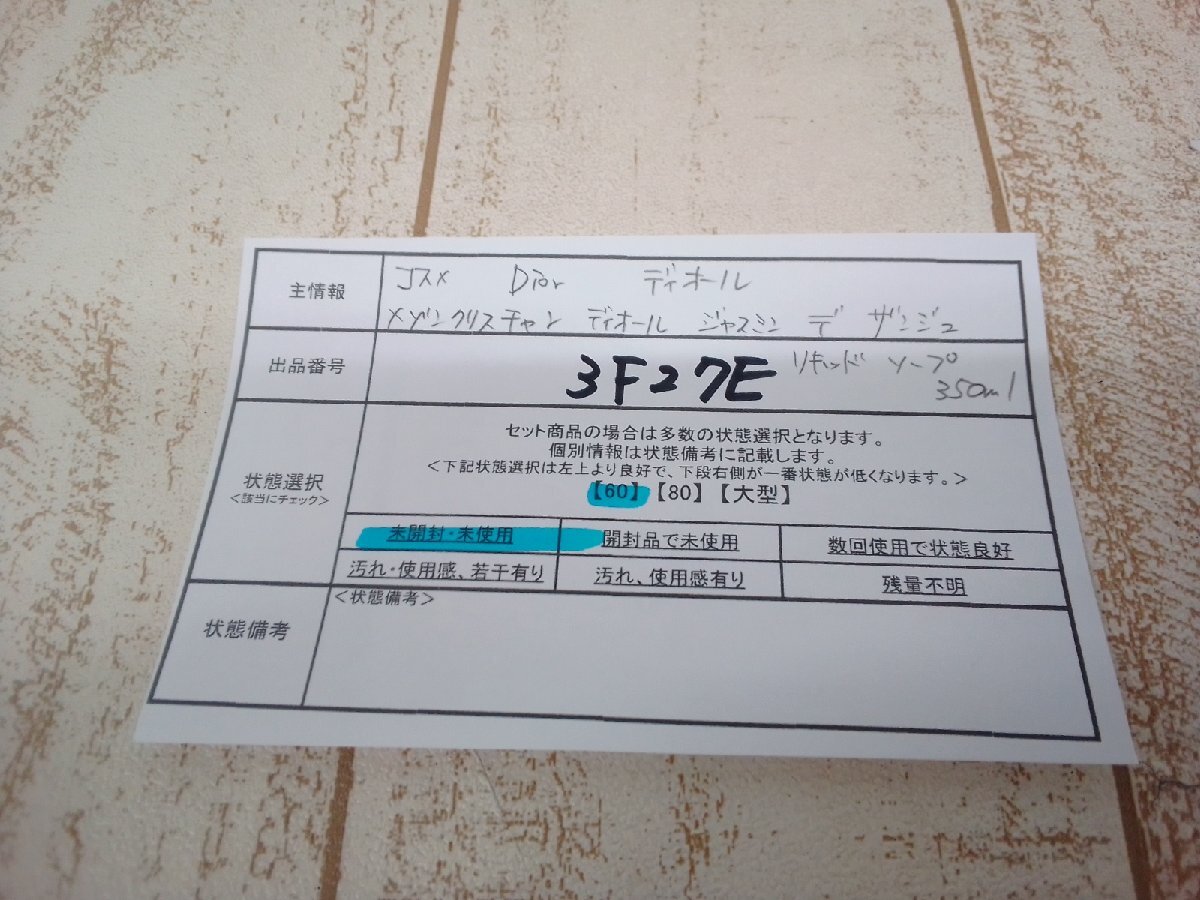 主情報
コスメ Dior ディオール
メゾンクリスチャン ディオール ジャスミン デ ザンジュ
出品番号
3F27E リキッド ソープ
350ml
状態選択
<該当にチェック>
セット商品の場合は多数の状態選択となります。
個別情報は状態備考に記載します。
<下記状態選択は左上より良好で、下段右側が一番状態が低くなります。>
【60】【80】【大型】
未開封・未使用 開封品で未使用 数回使用で状態良好
汚れ・使用感、若干有り 汚れ、使用感有り 残量不明
状態備考
<状態備考>